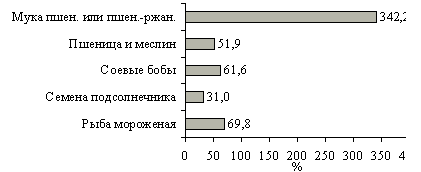 Мука пшен. или пшен.-ржан. 342,2
Пшеница и меслин 51,9
Соевые бобы 61,6
Семена подсолнечника 31,0
Рыба мороженая 69,8
0 50 100 150 200 250 300 350 4
%